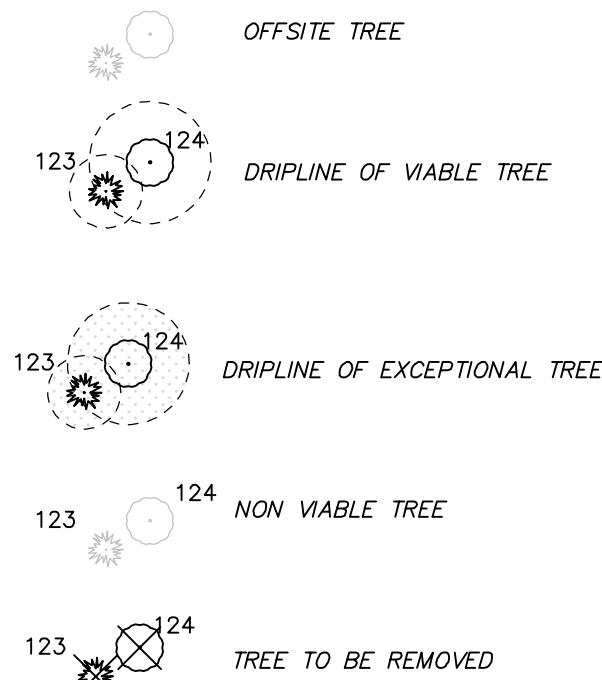 OFFSITE TREE
124
123
DRIPLINE OF VIABLE TREE
124
123
DRIPLINE OF EXCEPTIONAL TREE
124
123
NON VIABLE TREE
124
123
TREE TO BE REMOVED